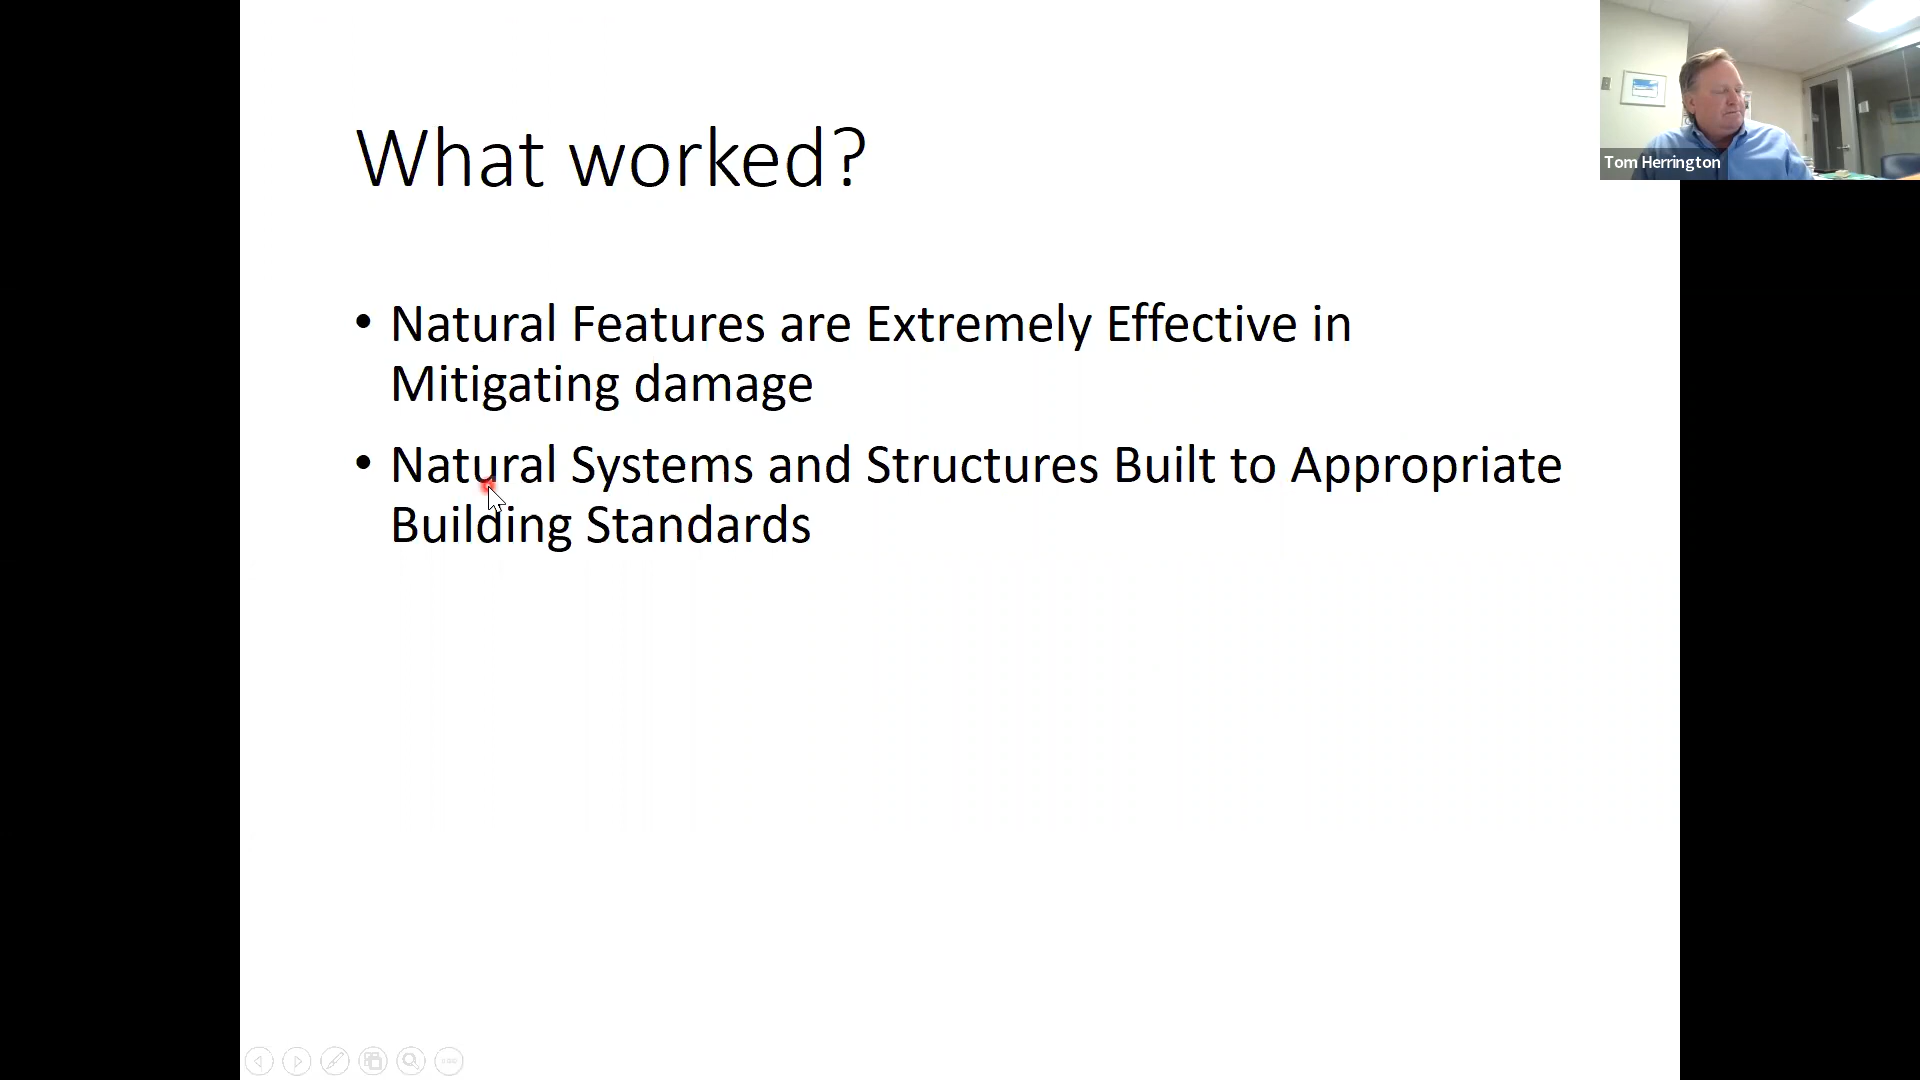 What worked?
• Natural Features are Extremely Effective in
Mitigating damage
• Natural Systems and Structures Built to Appropriate
Building Standards
Tom Herrington